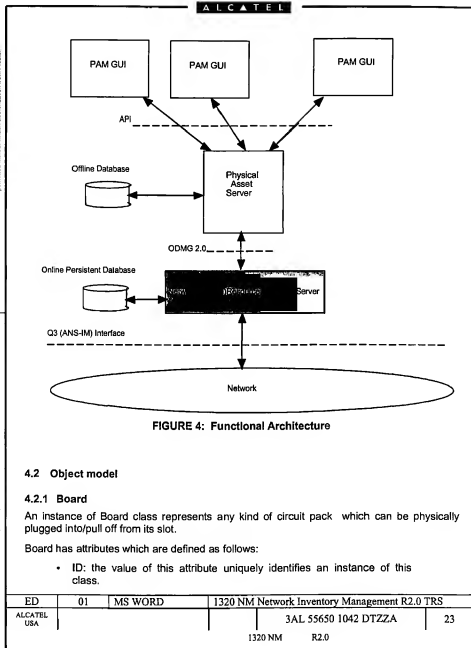 ALCATEL
PAM GUI
PAM GUI
PAM GUI
API
Offline Database
Physical
Asset
Server
ODMG 2.0
Online Persistent Database
Resource
Server
Q3 (ANS-IM) Interface
Network
FIGURE 4: Functional Architecture
4.2 Object model
4.2.1 Board
An instance of Board class represents any kind of circuit pack which can be physically
plugged into/pull off from its slot.
Board has attributes which are defined as follows:
• ID: the value of this attribute uniquely identifies an instance of this
class.
ED 01 MS WORD 1320 NM Network Inventory Management R2.0 TRS
ALCATEL
USA
3AL 55650 1042 DTZZA 23
1320 NM R2.0